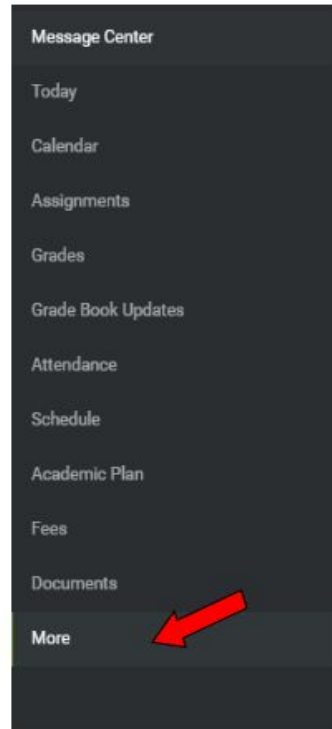 Message Center
Today
Calendar
Assignments
Grades
Grade Book Updates
Attendance
Schedule
Academic Plan
Fees
Documents
More